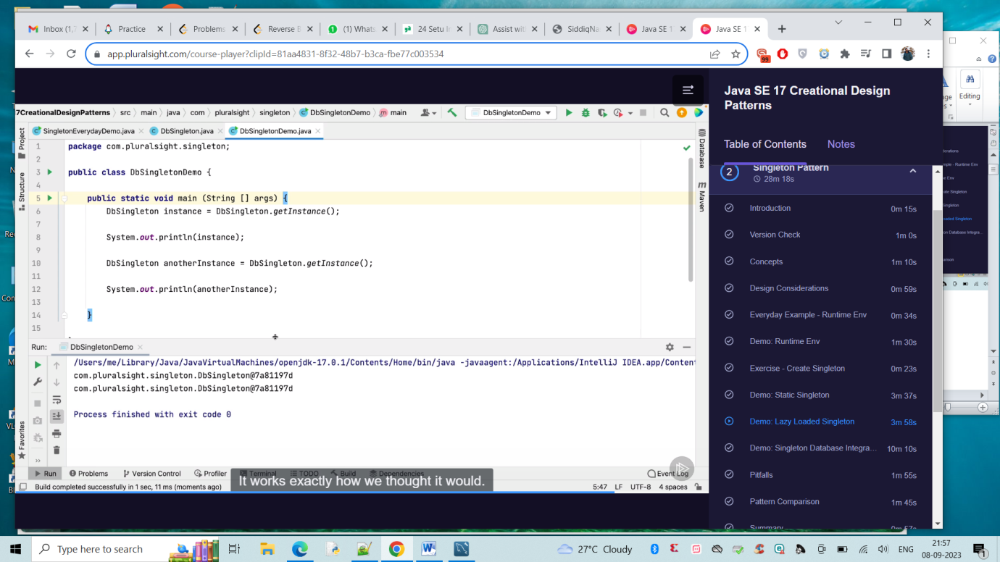 Inbox (1,7
Practice
Problems
Reverse B
(1) Whats
24 Setu In
Assist wit
SiddiqNa
Java SE 1
Java SE 1
app.pluralsight.com/course-player?clipId=81aa4831-8f32-48b7-b3ca-fbe77c003534
99
Editing
Java SE 17 Creational Design
Patterns
Table of Contents
Notes
7CreationalDesignPatterns
src
main
java
com
pluralsight
singleton
DbSingletonDemo
main
DbSingletonDemo
SingletonEverydayDemo.java
DbSingleton.java
DbSingletonDemo.java
Project
Structure
Favorites
Database
Maven
1 package com.pluralsight.singleton;
2
3 public class DbSingletonDemo {
4
5 public static void main (String [] args) {
6 DbSingleton instance = DbSingleton.getInstance();
7
8 System.out.println(instance);
9
10 DbSingleton anotherInstance = DbSingleton.getInstance();
11
12 System.out.println(anotherInstance);
13
14 }
15
Run: DbSingletonDemo
/Users/me/Library/Java/JavaVirtualMachines/openjdk-17.0.1/Contents/Home/bin/java -javaagent:/Applications/IntelliJ IDEA.app/Content
com.pluralsight.singleton.DbSingleton@7a81197d
com.pluralsight.singleton.DbSingleton@7a81197d
Process finished with exit code 0
Run
Problems
Version Control
Profiler
Terminal
TODO
Build
Dependencies
Event Log
It works exactly how we thought it would.
Build completed successfully in 1 sec, 11 ms (moments ago)
5:47 LF UTF-8 4 spaces
2 Singleton Pattern
28m 18s
Introduction 0m 15s
Version Check 1m 0s
Concepts 1m 10s
Design Considerations 0m 59s
Everyday Example - Runtime Env 0m 34s
Demo: Runtime Env 1m 30s
Exercise - Create Singleton 0m 23s
Demo: Static Singleton 3m 37s
Demo: Lazy Loaded Singleton 3m 58s
Demo: Singleton Database Integra... 10m 10s
Pitfalls 1m 55s
Pattern Comparison 1m 45s
Summary 0m 57s
Type here to search
27°C Cloudy
ENG
21:57
08-09-2023
1